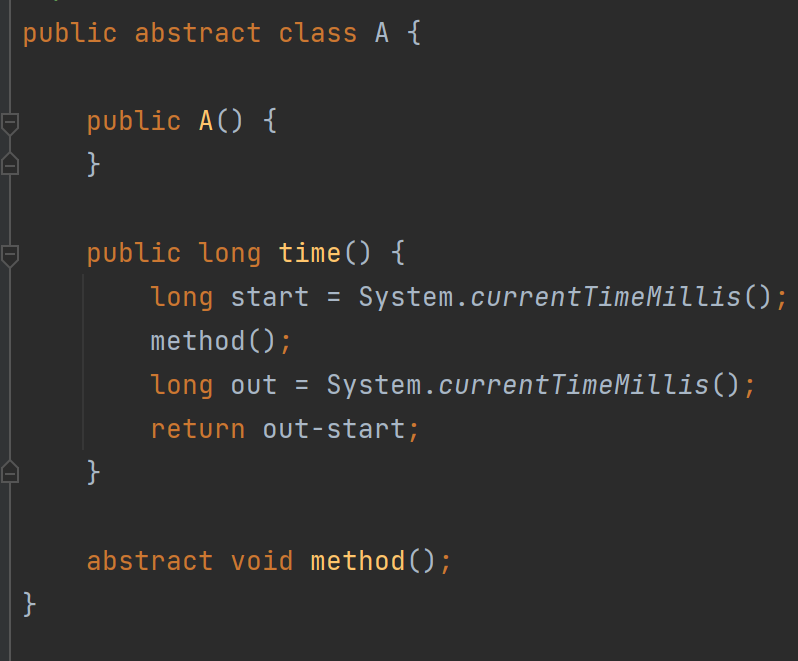 public abstract class A {
public A() {
}
public long time() {
long start = System.currentTimeMillis();
method();
long out = System.currentTimeMillis();
return out-start;
}
abstract void method();
}